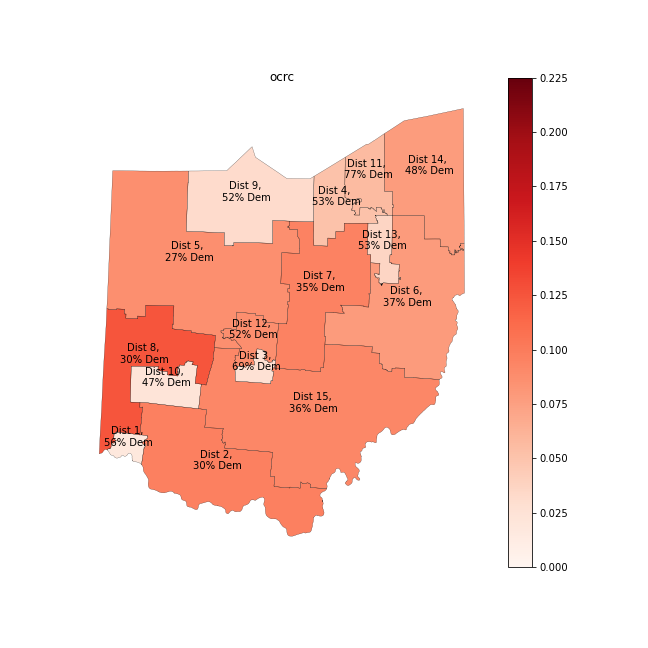 ocrc
Dist 11,
77% Dem
Dist 14,
48% Dem
Dist 9,
52% Dem
Dist 4,
53% Dem
Dist 13,
53% Dem
Dist 5,
27% Dem
Dist 7,
35% Dem
Dist 6,
37% Dem
Dist 12,
52% Dem
Dist 8,
30% Dem
Dist 3,
69% Dem
Dist 10,
47% Dem
Dist 15,
36% Dem
Dist 1,
56% Dem
Dist 2,
30% Dem
0.225
0.200
0.175
0.150
0.125
0.100
0.075
0.050
0.025
0.000